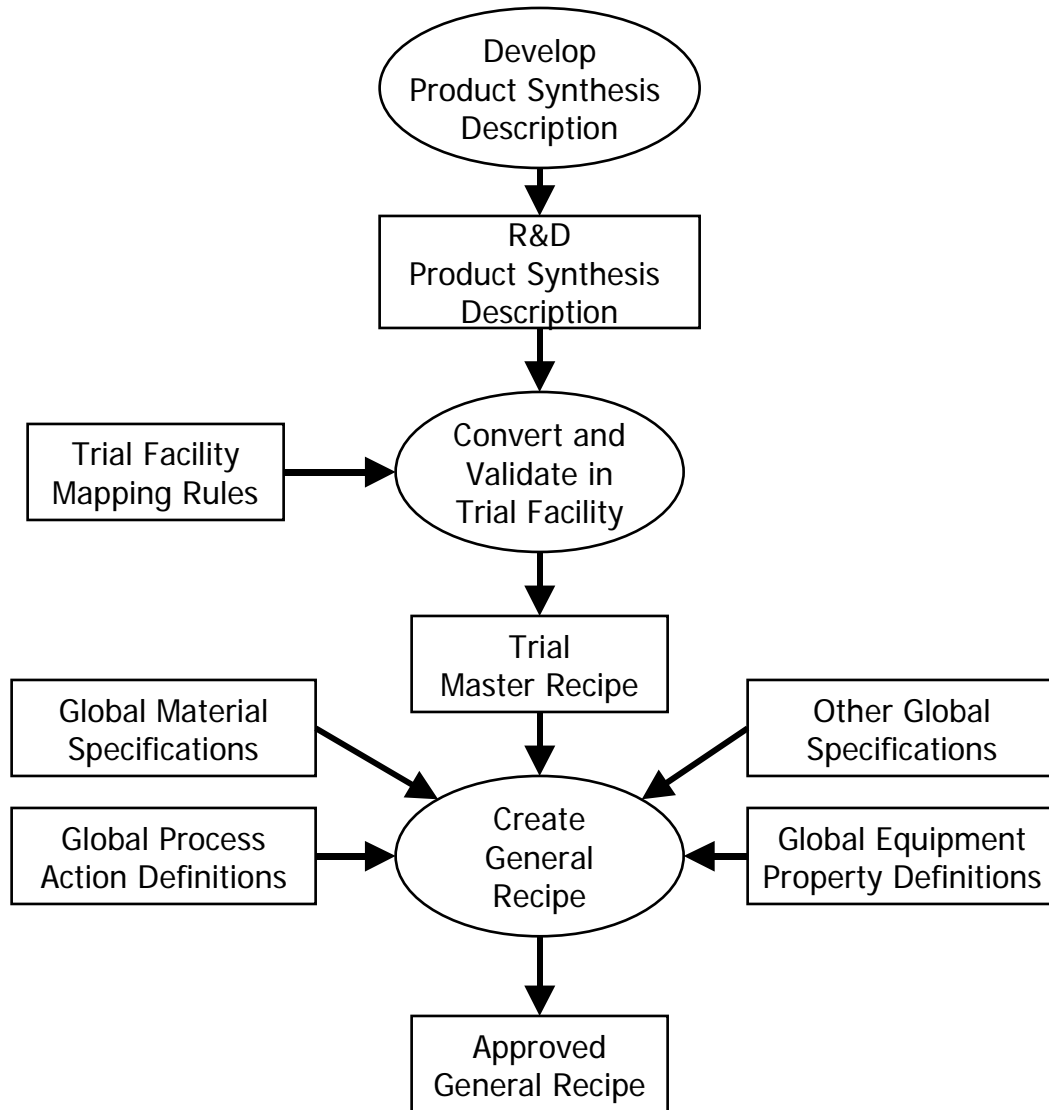 Develop
Product Synthesis
Description
R&D
Product Synthesis
Description
Trial Facility
Mapping Rules
Convert and
Validate in
Trial Facility
Trial
Master Recipe
Global Material
Specifications
Other Global
Specifications
Global Process
Action Definitions
Create
General
Recipe
Global Equipment
Property Definitions
Approved
General Recipe